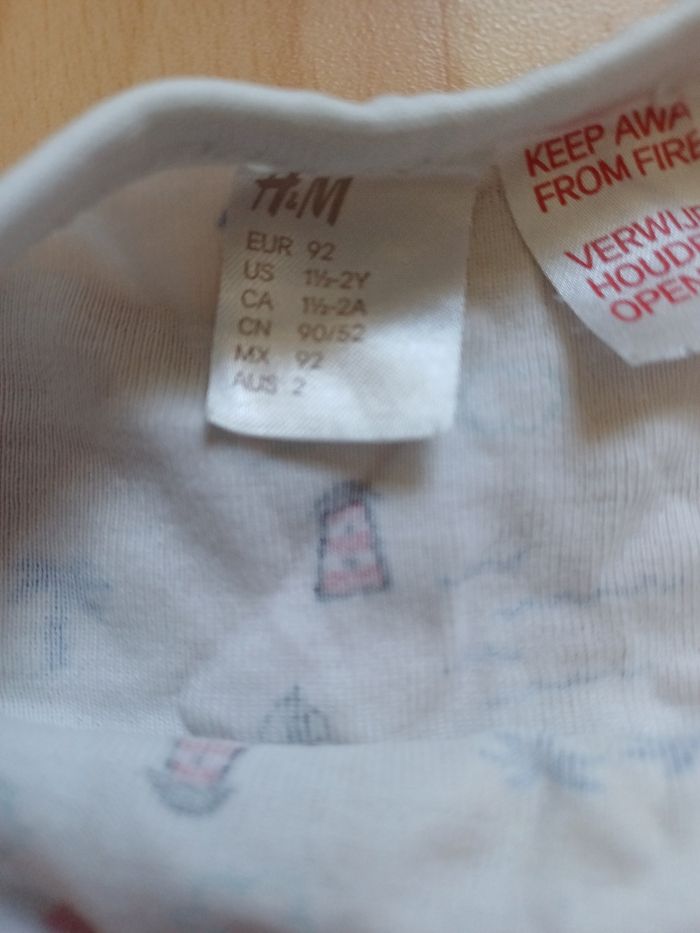 H&M
EUR 92
US 1½-2Y
CA 1½-2A
CN 90/52
MX 92
AUS 2
KEEP AWA
FROM FIRE
VERWIJ
HOUDE
OPEN